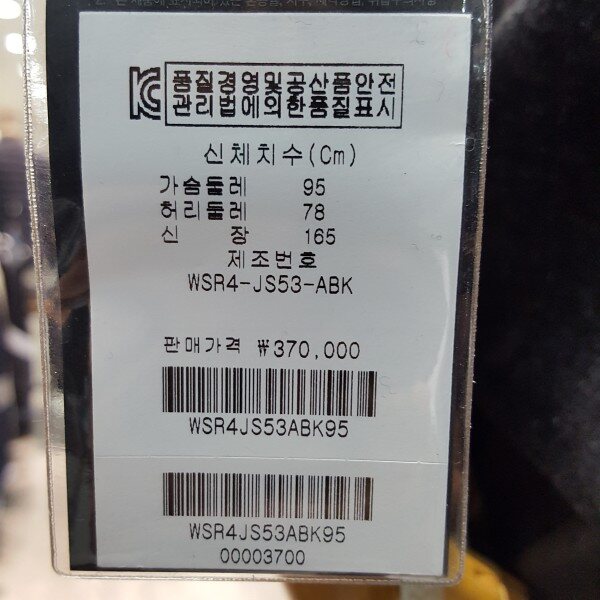 KC
품질경영및공산품안전
관리법에의한품질표시
신체치수(Cm)
가슴둘레 95
허리둘레 78
신 장 165
제조번호
WSR4-JS53-ABK
판매가격 ₩370,000
WSR4JS53ABK95
WSR4JS53ABK95
00003700